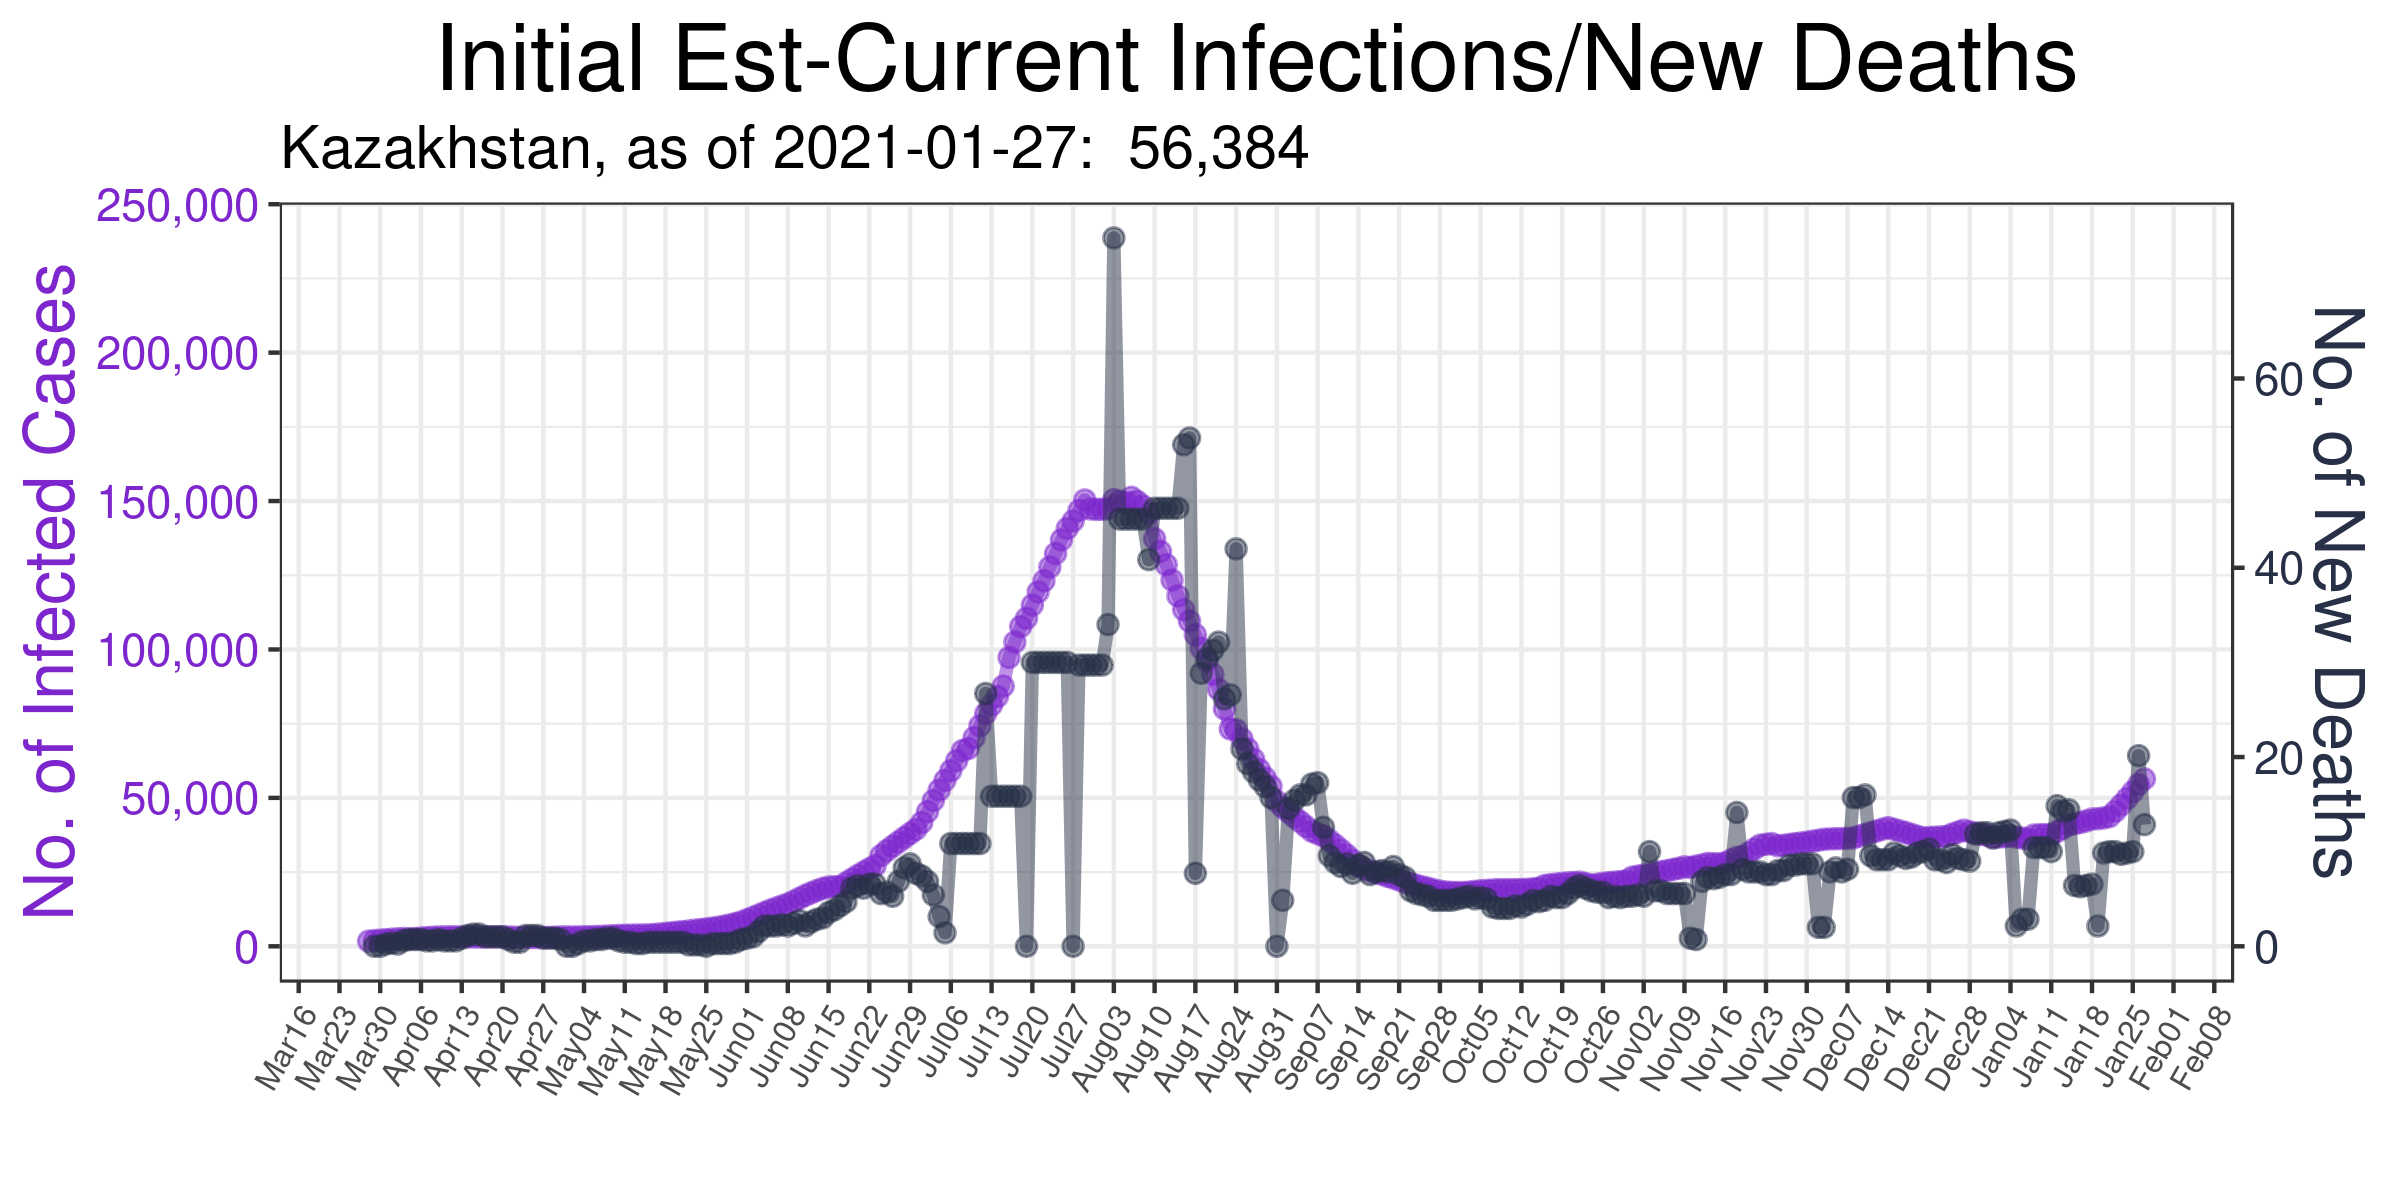 Initial Est-Current Infections/New Deaths
Kazakhstan, as of 2021-01-27:  56,384
No. of Infected Cases
250,000
200,000
150,000
100,000
50,000
0
60
40
20
0
No. of New Deaths
Mar16
Mar23
Mar30
Apr06
Apr13
Apr20
Apr27
May04
May11
May18
May25
Jun01
Jun08
Jun15
Jun22
Jun29
Jul06
Jul13
Jul20
Jul27
Aug03
Aug10
Aug17
Aug24
Aug31
Sep07
Sep14
Sep21
Sep28
Oct05
Oct12
Oct19
Oct26
Nov02
Nov09
Nov16
Nov23
Nov30
Dec07
Dec14
Dec21
Dec28
Jan04
Jan11
Jan18
Jan25
Feb01
Feb08